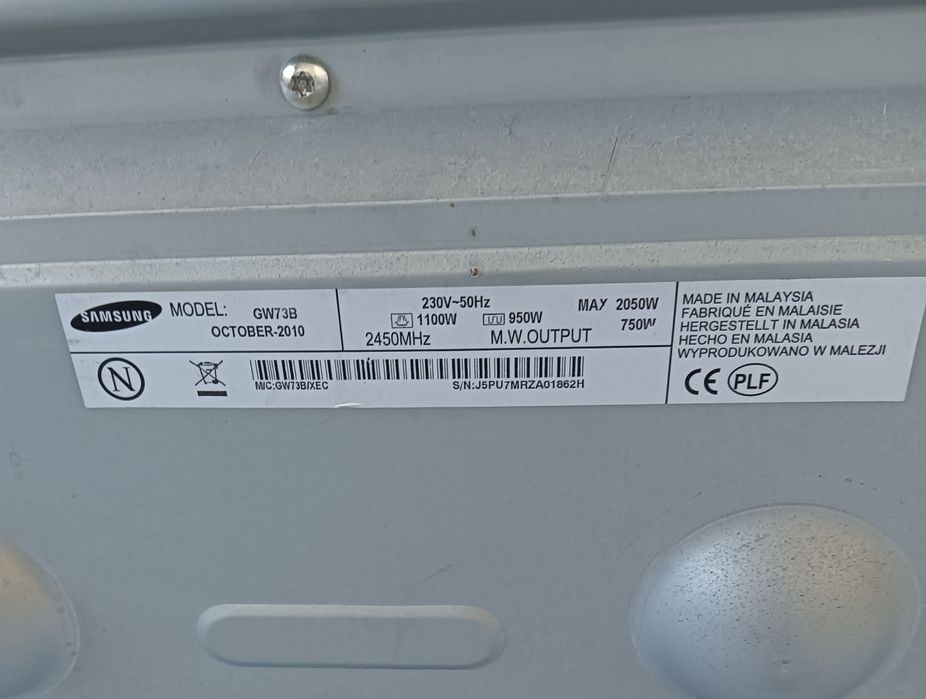 SAMSUNG
MODEL: GW73B
OCTOBER-2010
230V~50Hz MAX 2050W
1100W 950W 750W
2450MHz M.W.OUTPUT
N
M/C;GW73B/XEC S/N:J5PU7MRZA01862H
MADE IN MALAYSIA
FABRIQUÉ EN MALAISIE
HERGESTELLT IN MALASIA
HECHO EN MALASIA
WYPRODUKOWANO W MALEZJI
CE PLF